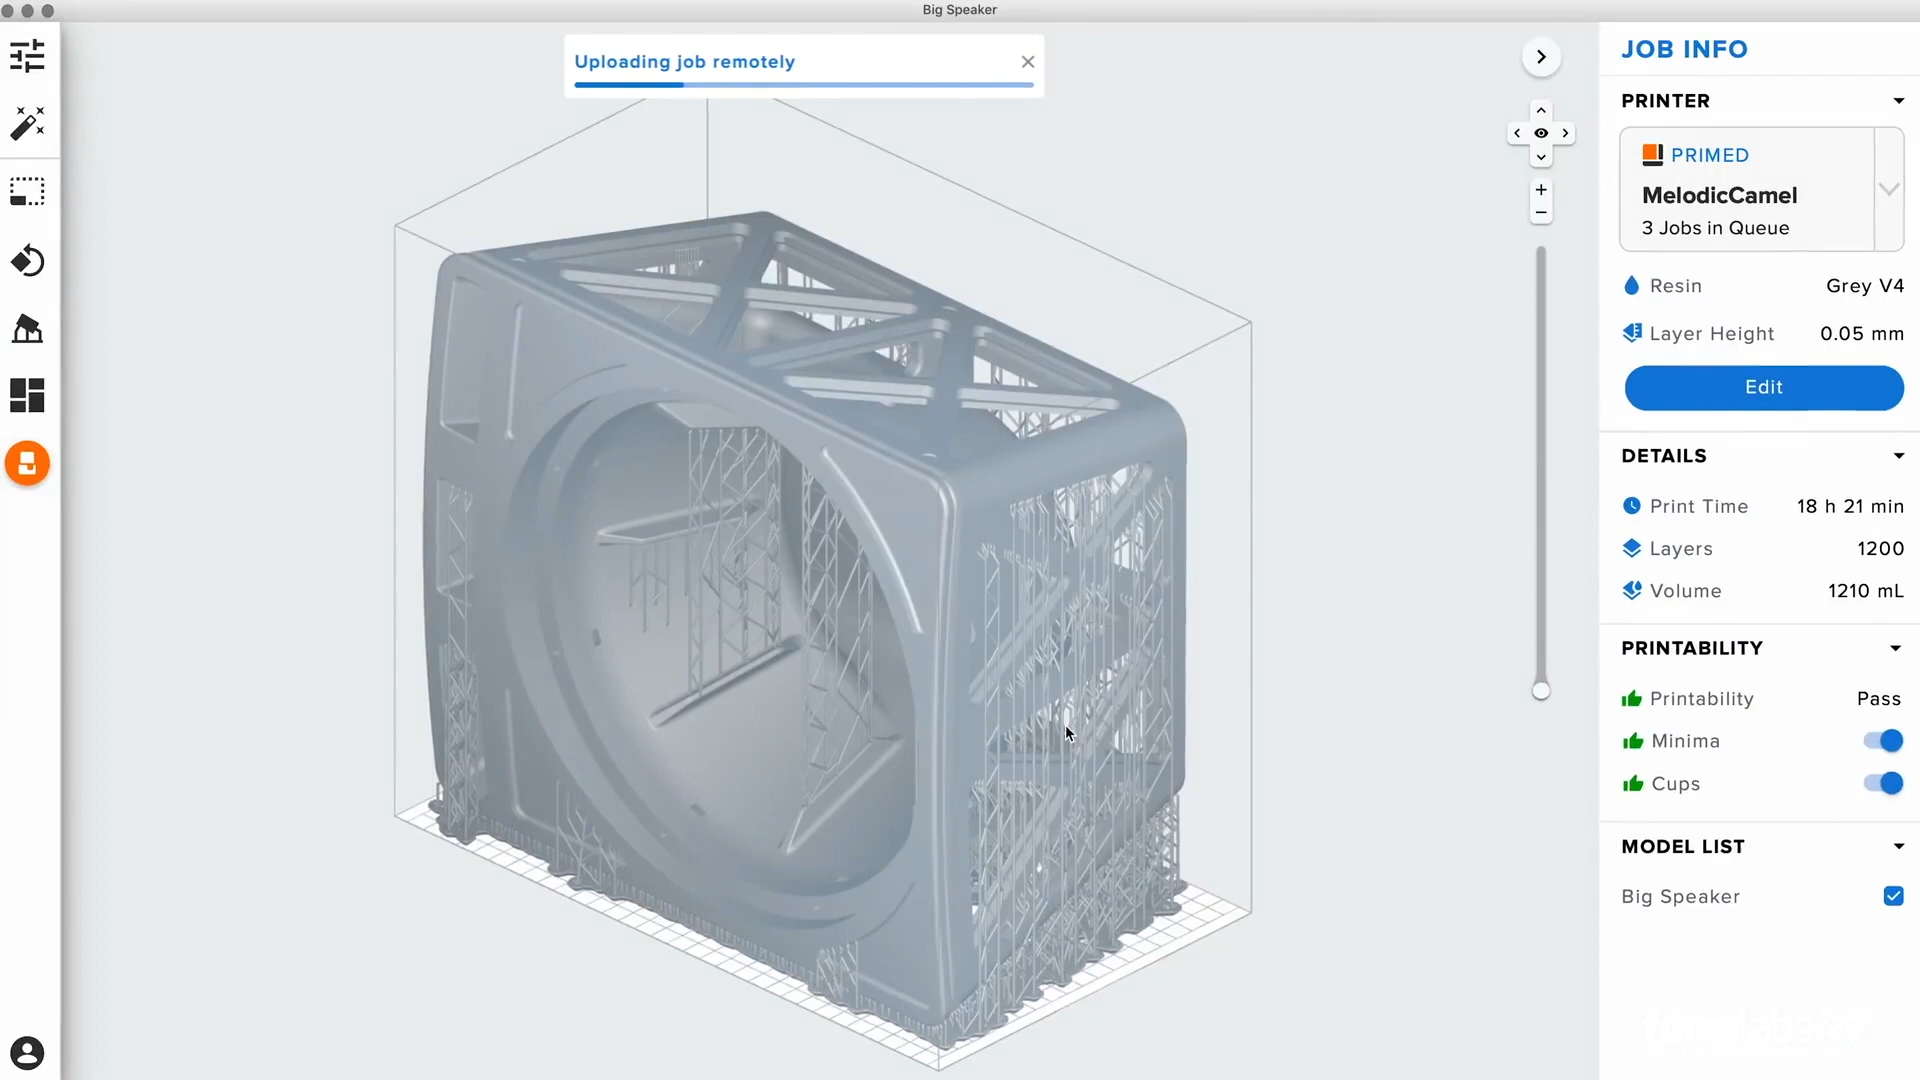 Big Speaker
Uploading job remotely
JOB INFO
PRINTER
PRIMED
MelodicCamel
3 Jobs in Queue
Resin Grey V4
Layer Height 0.05 mm
Edit
DETAILS
Print Time 18 h 21 min
Layers 1200
Volume 1210 mL
PRINTABILITY
Printability Pass
Minima
Cups
MODEL LIST
Big Speaker